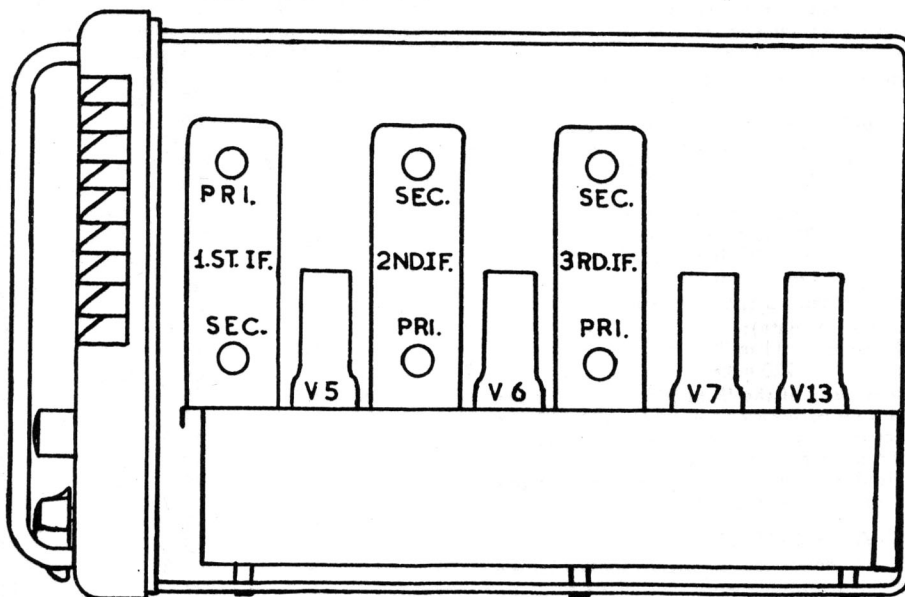 PRI.
1.ST. IF.
SEC.
V5
SEC.
2ND.IF.
PRI.
V6
SEC.
3RD.IF.
PRI.
V7
V13